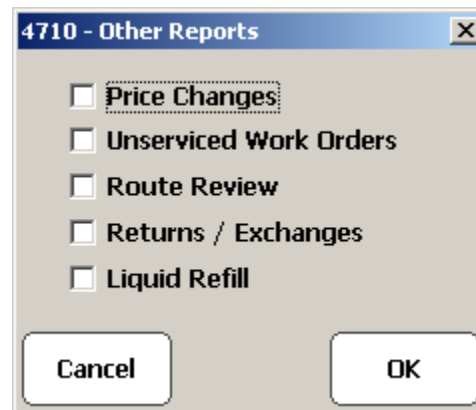 4710 - Other Reports
Price Changes
Unserviced Work Orders
Route Review
Returns / Exchanges
Liquid Refill
Cancel OK